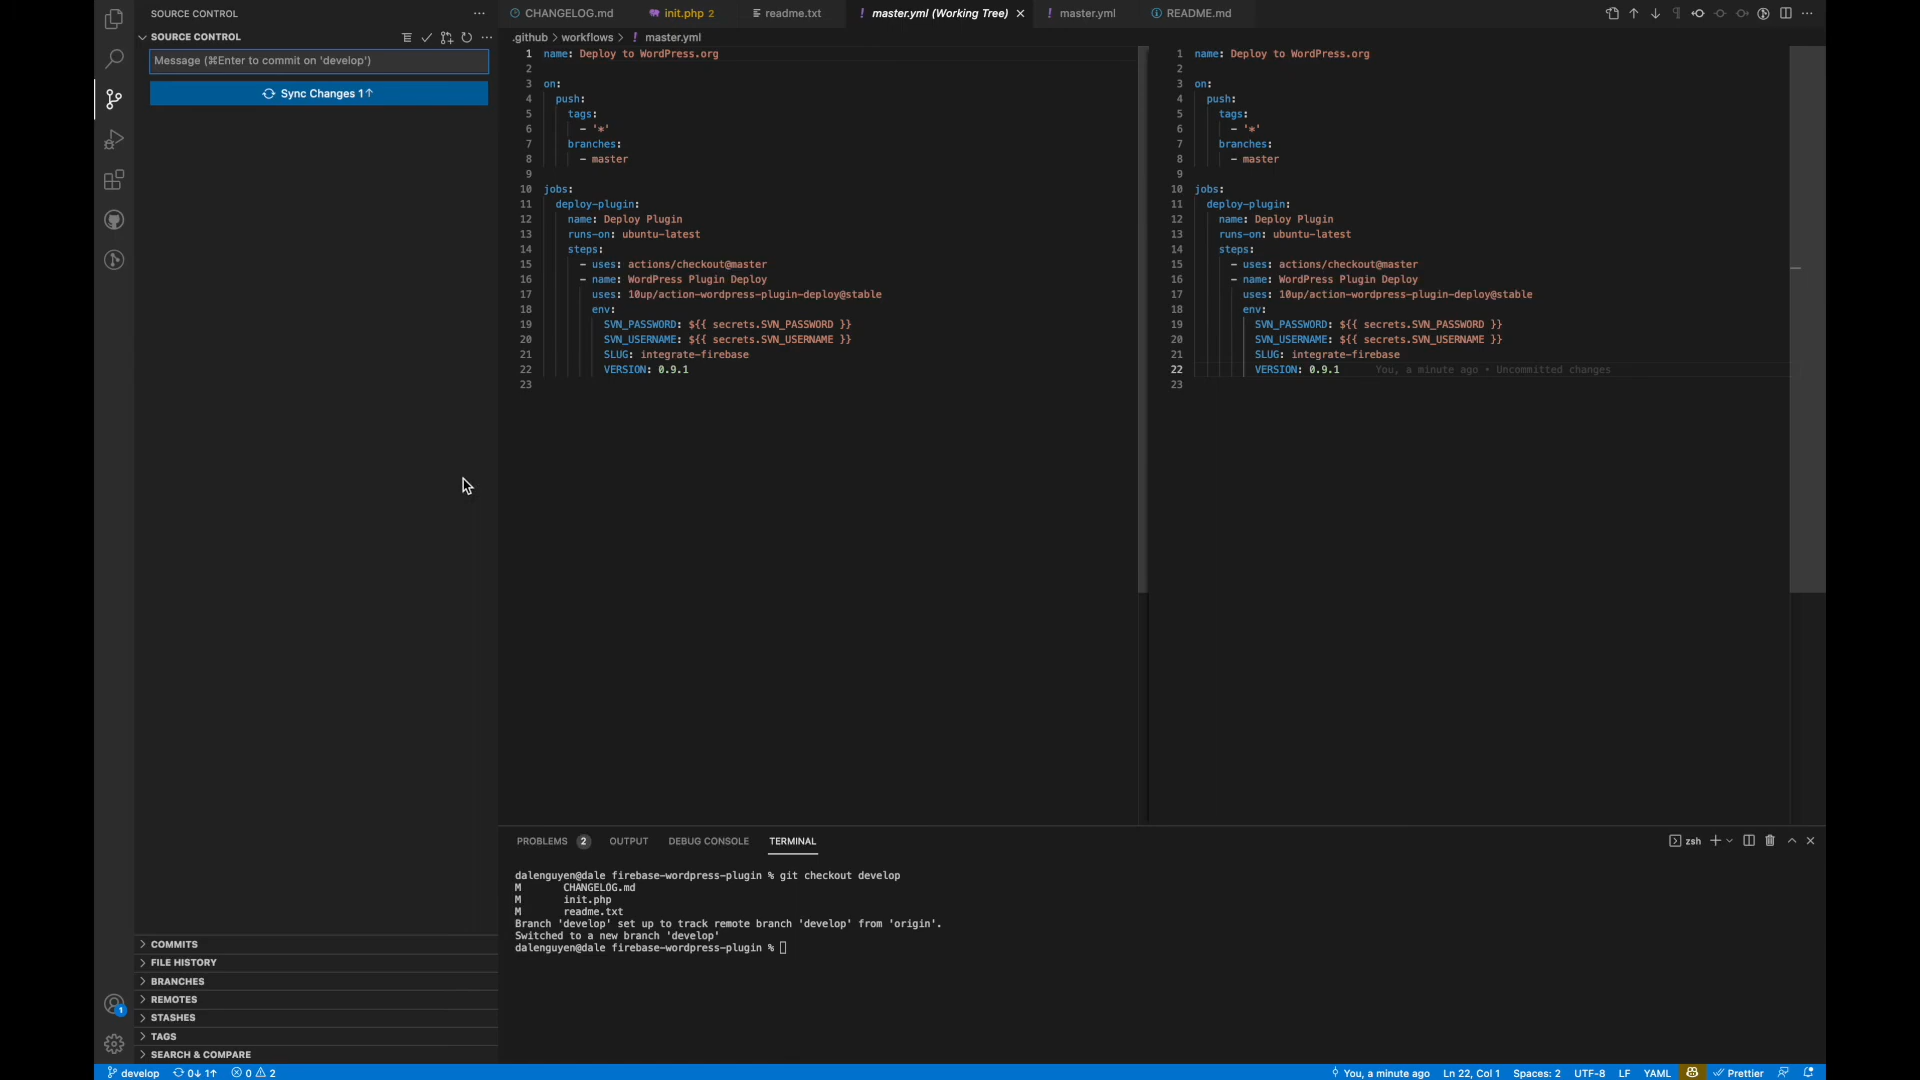 SOURCE CONTROL
SOURCE CONTROL
Message (⌘Enter to commit on 'develop')
Sync Changes 1↑
COMMITS
FILE HISTORY
BRANCHES
REMOTES
STASHES
TAGS
SEARCH & COMPARE
1
CHANGELOG.md init.php 2 readme.txt ! master.yml (Working Tree) ! master.yml README.md
.github > workflows > ! master.yml
1 name: Deploy to WordPress.org
2
3 on:
4 push:
5 tags:
6 - '*'
7 branches:
8 - master
9
10 jobs:
11 deploy-plugin:
12 name: Deploy Plugin
13 runs-on: ubuntu-latest
14 steps:
15 - uses: actions/checkout@master
16 - name: WordPress Plugin Deploy
17 uses: 10up/action-wordpress-plugin-deploy@stable
18 env:
19 SVN_PASSWORD: ${{ secrets.SVN_PASSWORD }}
20 SVN_USERNAME: ${{ secrets.SVN_USERNAME }}
21 SLUG: integrate-firebase
22 VERSION: 0.9.1
23
1 name: Deploy to WordPress.org
2
3 on:
4 push:
5 tags:
6 - '*'
7 branches:
8 - master
9
10 jobs:
11 deploy-plugin:
12 name: Deploy Plugin
13 runs-on: ubuntu-latest
14 steps:
15 - uses: actions/checkout@master
16 - name: WordPress Plugin Deploy
17 uses: 10up/action-wordpress-plugin-deploy@stable
18 env:
19 SVN_PASSWORD: ${{ secrets.SVN_PASSWORD }}
20 SVN_USERNAME: ${{ secrets.SVN_USERNAME }}
21 SLUG: integrate-firebase
22 VERSION: 0.9.1 You, a minute ago • Uncommitted changes
23
PROBLEMS 2 OUTPUT DEBUG CONSOLE TERMINAL zsh
dalenguyen@dale firebase-wordpress-plugin % git checkout develop
M CHANGELOG.md
M init.php
M readme.txt
Branch 'develop' set up to track remote branch 'develop' from 'origin'.
Switched to a new branch 'develop'
dalenguyen@dale firebase-wordpress-plugin %
develop 0↓ 1↑ 0 2 You, a minute ago Ln 22, Col 1 Spaces: 2 UTF-8 LF YAML Prettier